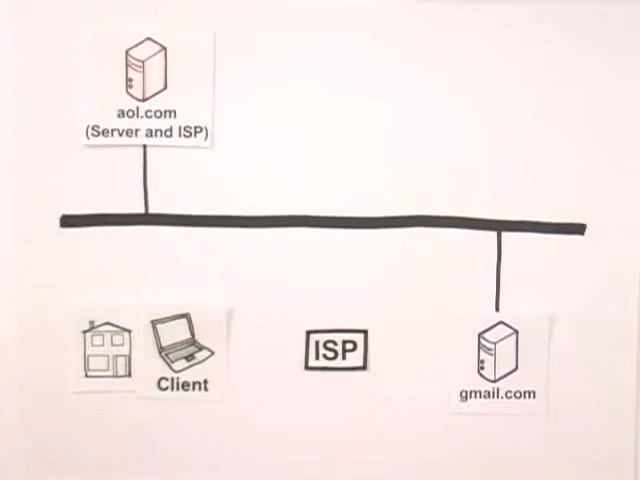 aol.com
(Server and ISP)
Client
ISP
gmail.com